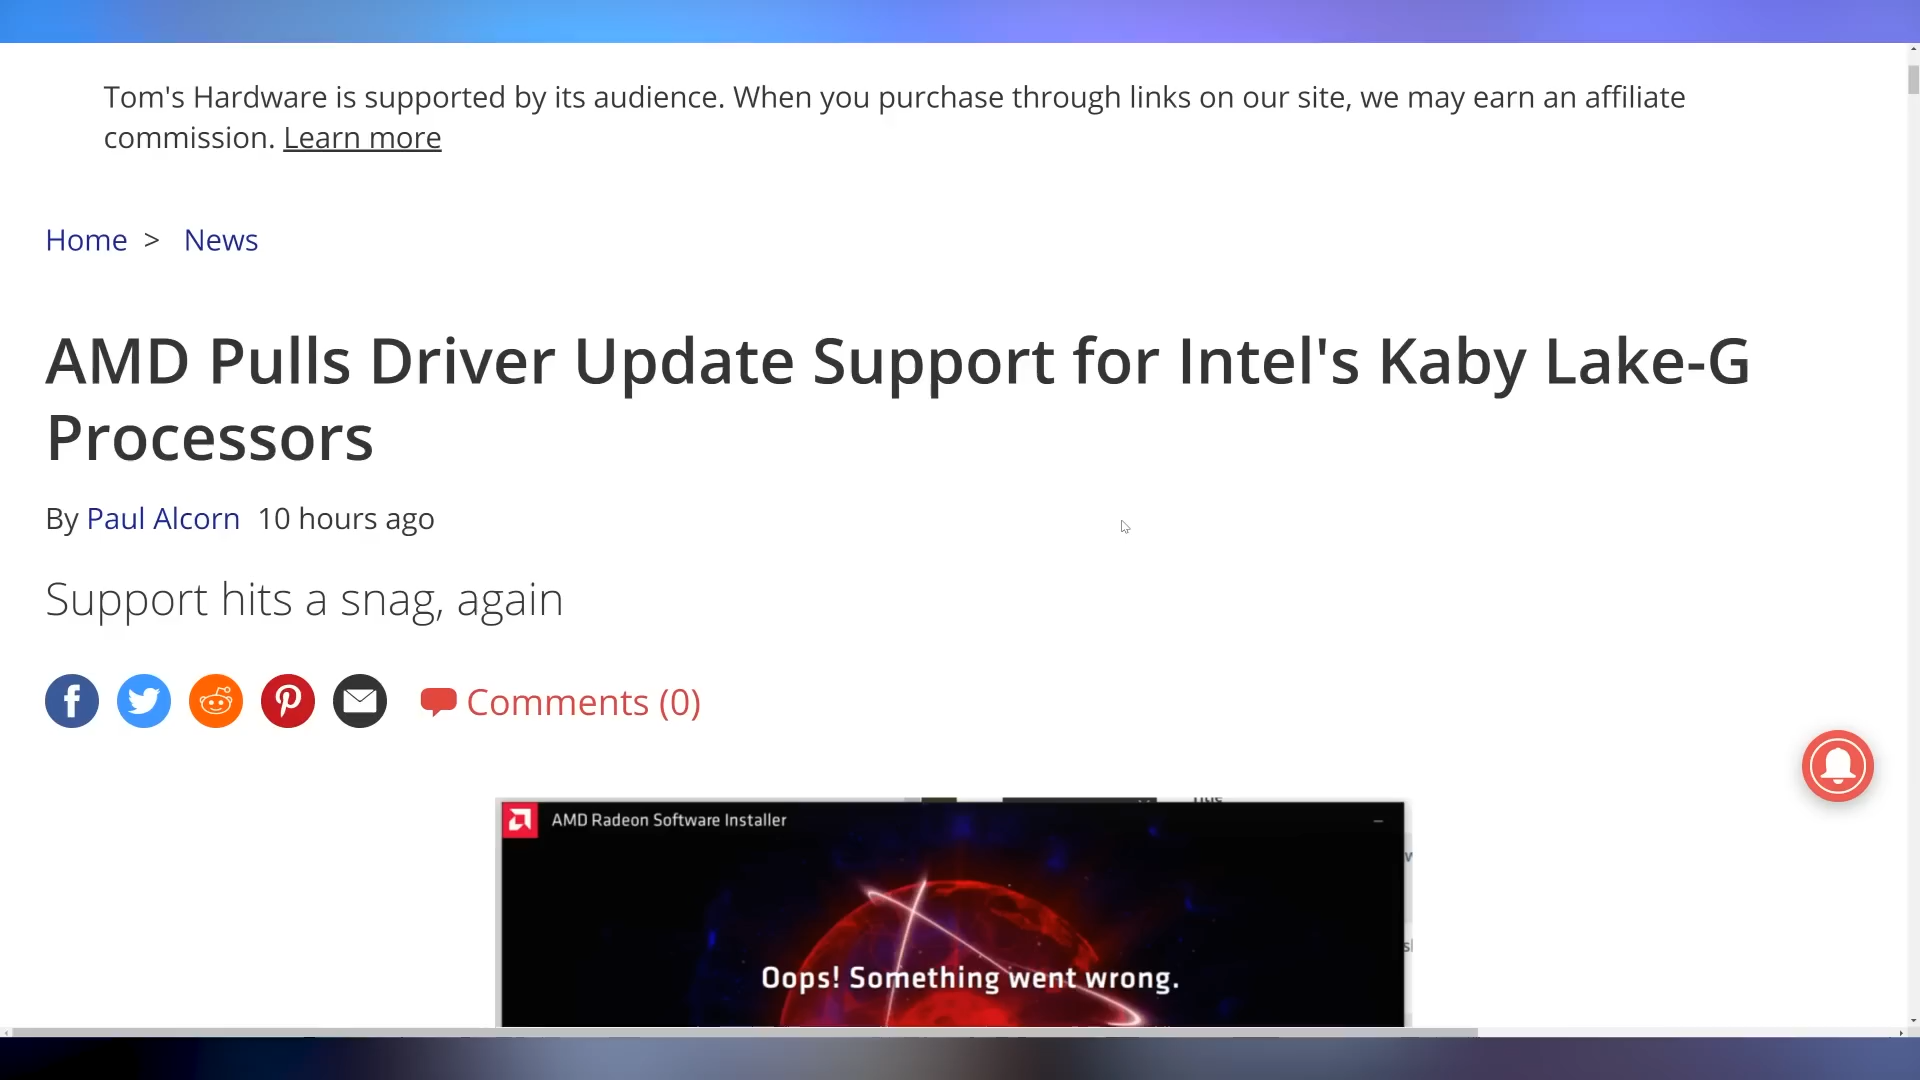 Tom's Hardware is supported by its audience. When you purchase through links on our site, we may earn an affiliate
commission. Learn more
Home > News
AMD Pulls Driver Update Support for Intel's Kaby Lake-G
Processors
By Paul Alcorn 10 hours ago
Support hits a snag, again
Comments (0)
AMD Radeon Software Installer
Oops! Something went wrong.